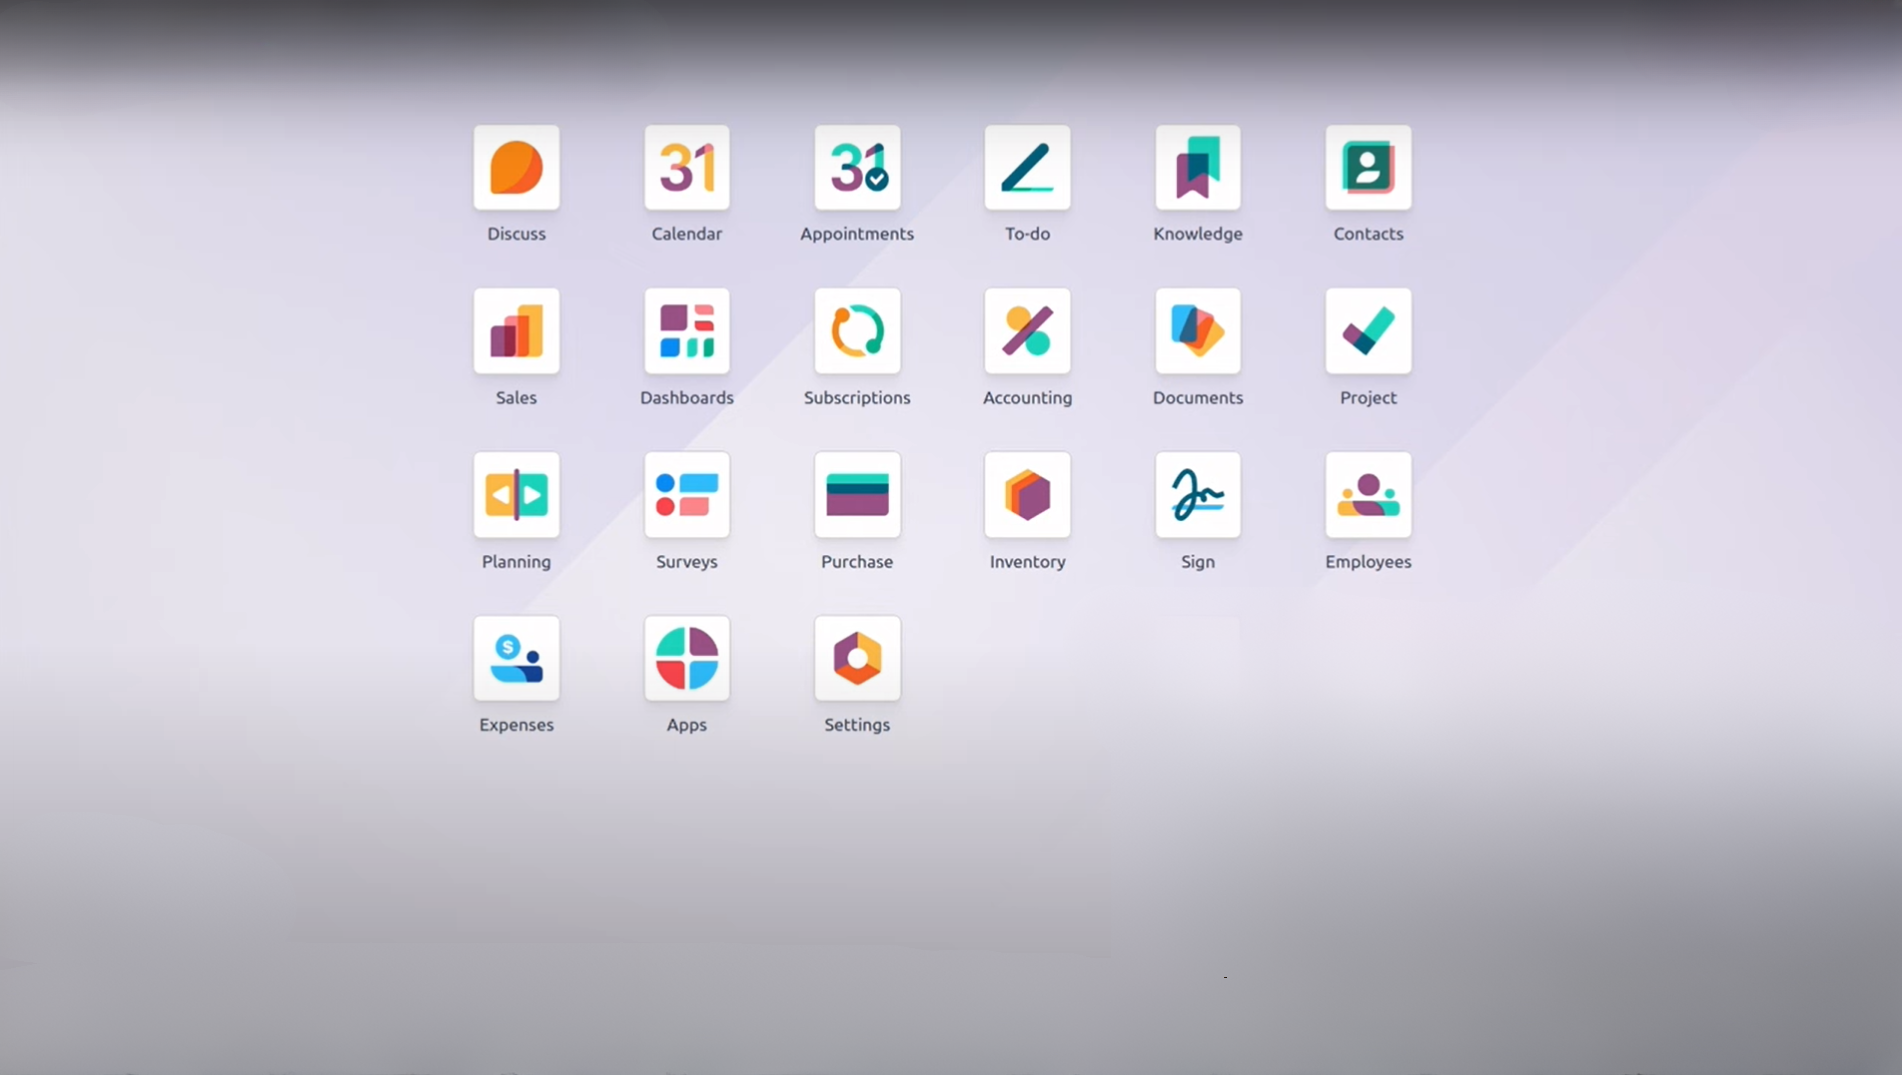 31
31
Discuss Calendar Appointments To-do Knowledge Contacts
Sales Dashboards Subscriptions Accounting Documents Project
Planning Surveys Purchase Inventory Sign Employees
$
Expenses Apps Settings